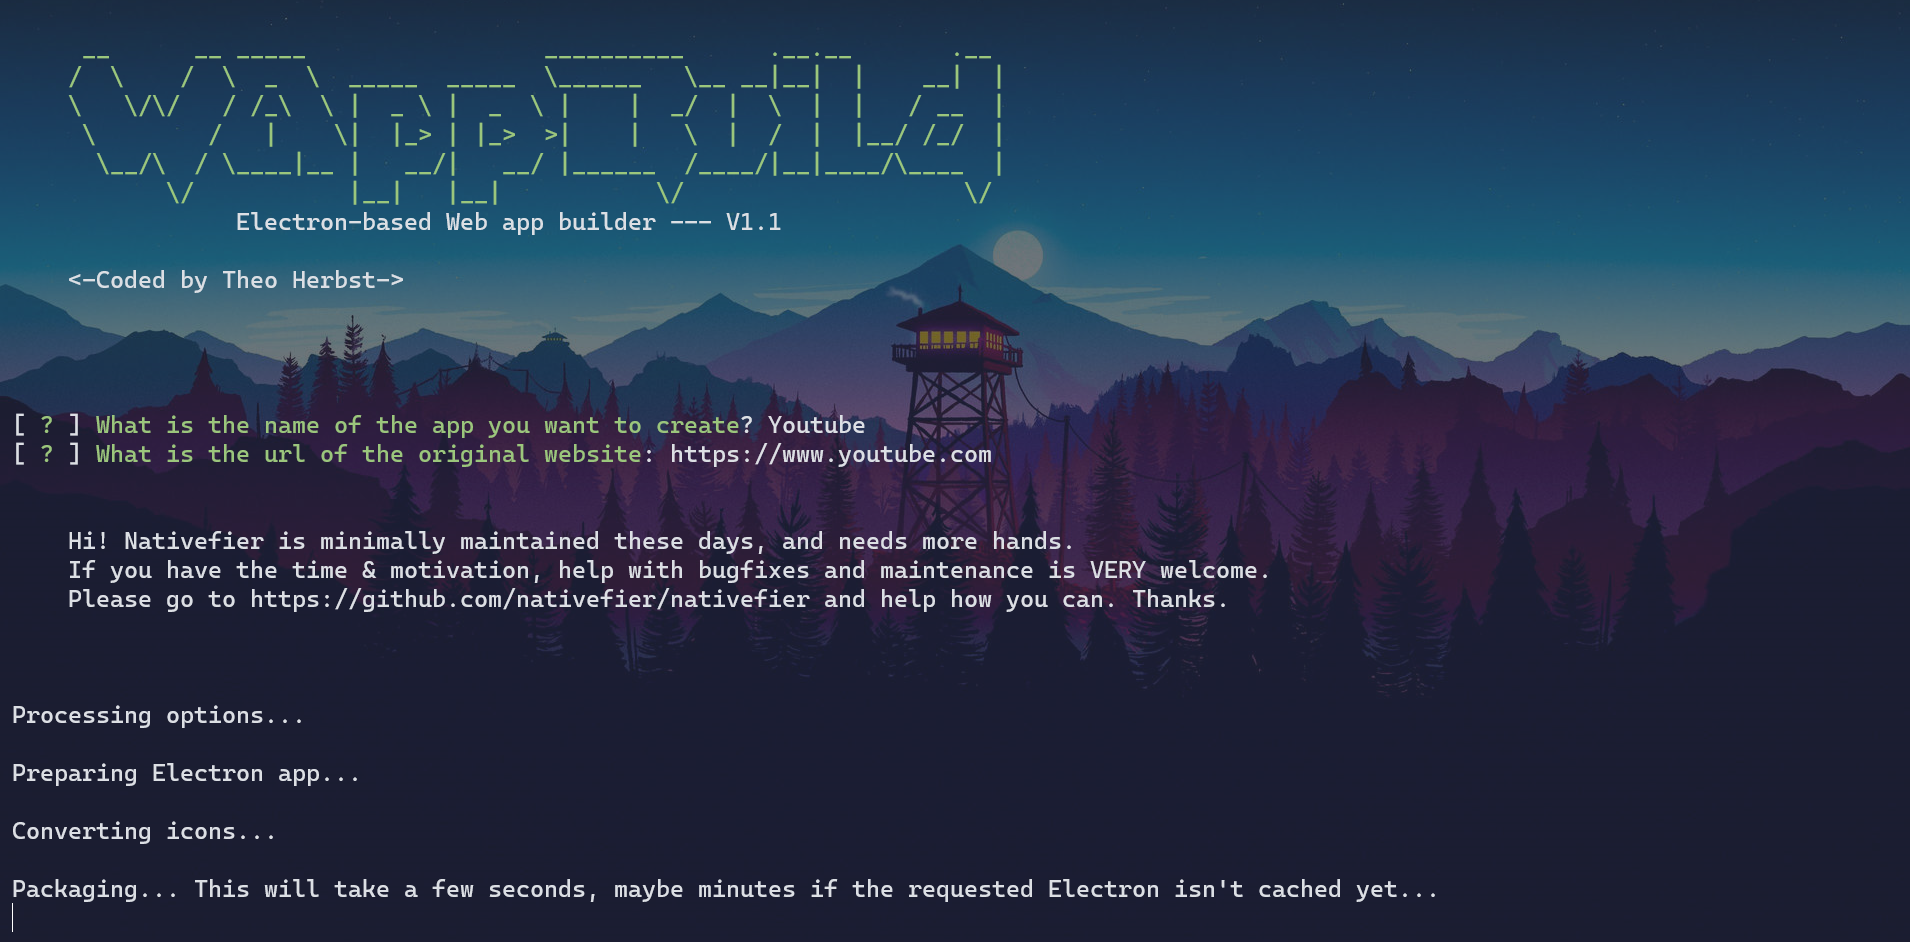 WAppBuild
Electron-based Web app builder --- V1.1
<-Coded by Theo Herbst->
[ ? ] What is the name of the app you want to create? Youtube
[ ? ] What is the url of the original website: https://www.youtube.com
Hi! Nativefier is minimally maintained these days, and needs more hands.
If you have the time & motivation, help with bugfixes and maintenance is VERY welcome.
Please go to https://github.com/nativefier/nativefier and help how you can. Thanks.
Processing options...
Preparing Electron app...
Converting icons...
Packaging... This will take a few seconds, maybe minutes if the requested Electron isn't cached yet...